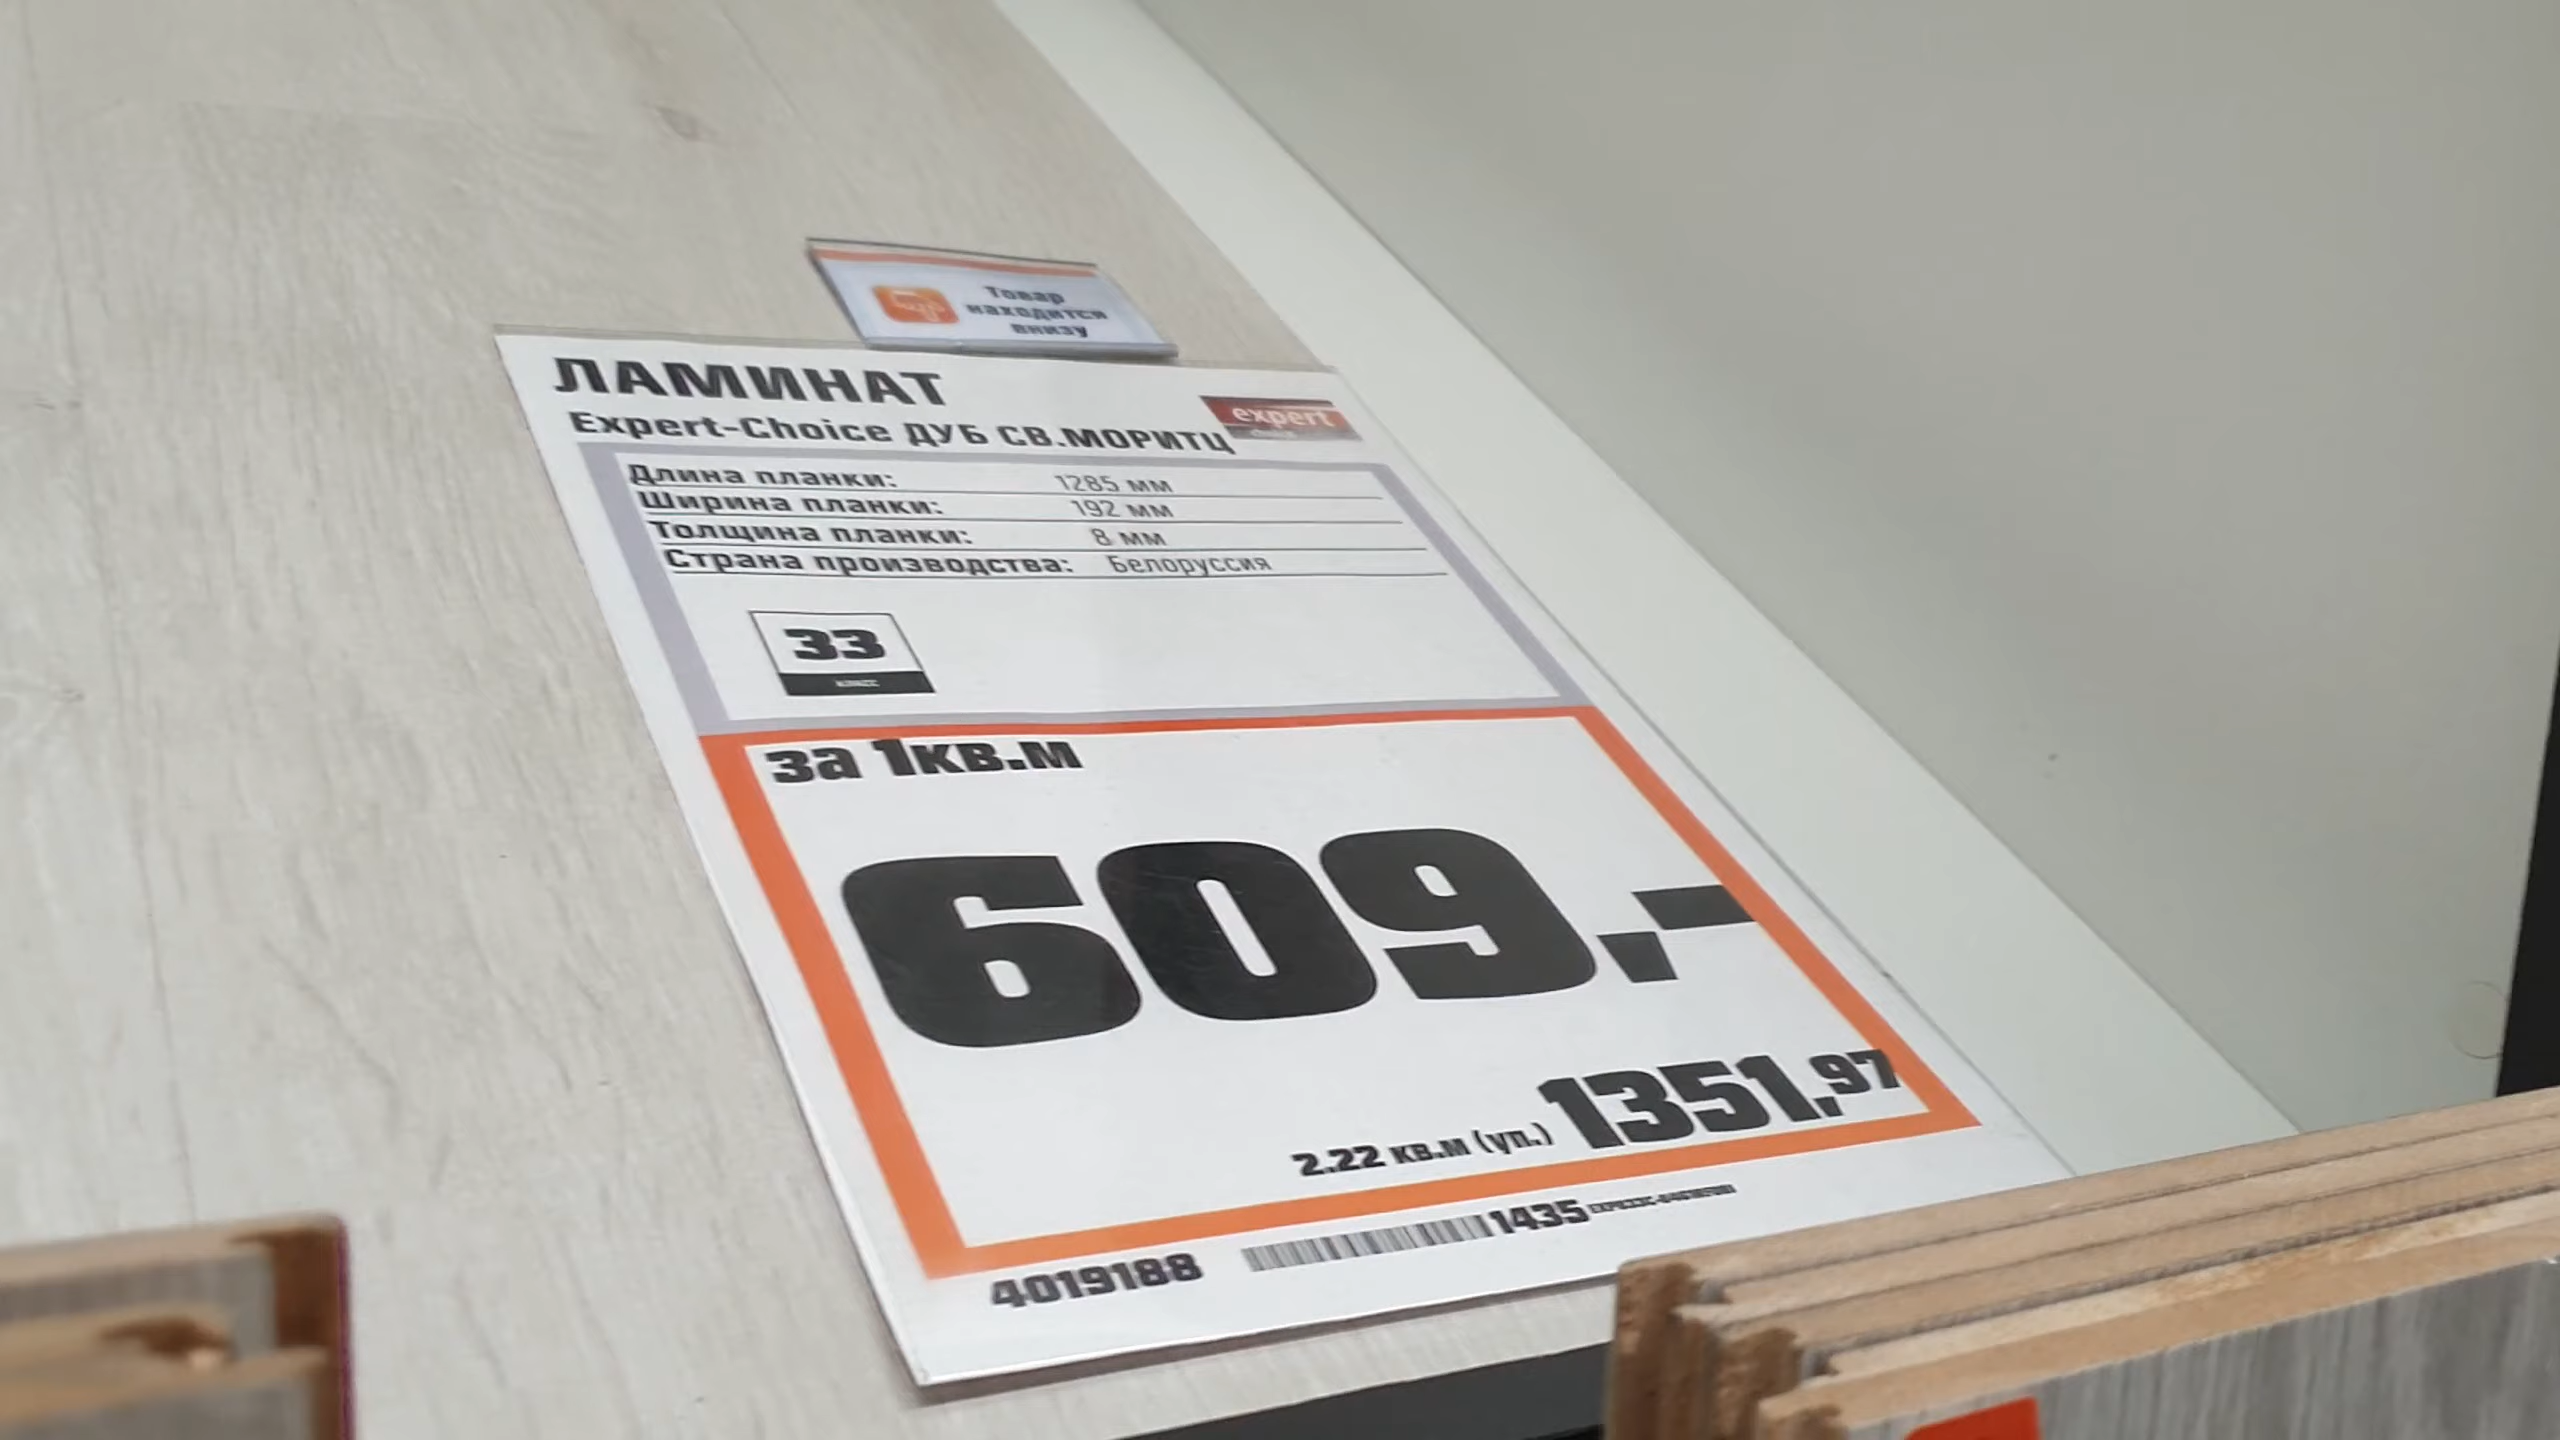 Товар
находится
внизу
ЛАМИНАТ
expert
Expert-Choice ДУБ СВ.МОРИТЦ
Длина планки: 1285 мм
Ширина планки: 192 мм
Толщина планки: 8 мм
Страна производства: Белоруссия
33
класс
за 1кв.м
609,-
2.22 кв.м (уп.) 1351,97
4019188 1435